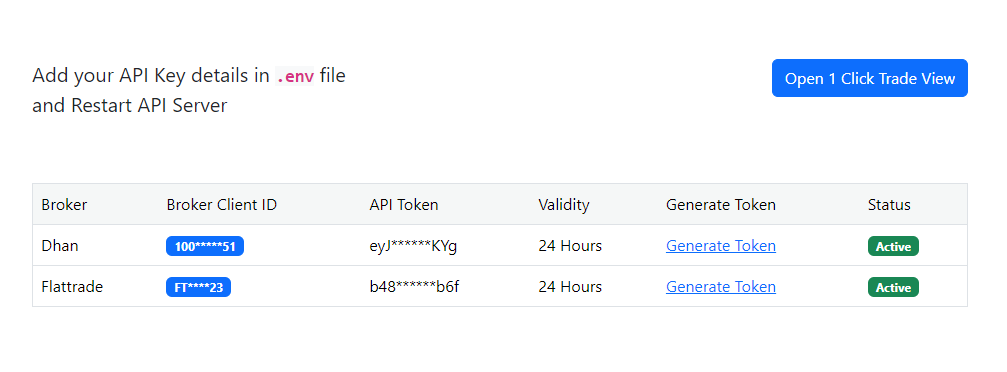 Add your API Key details in .env file
and Restart API Server
Open 1 Click Trade View
Broker Broker Client ID API Token Validity Generate Token Status
Dhan 100*****51 eyJ******KYg 24 Hours Generate Token Active
Flattrade FT****23 b48******b6f 24 Hours Generate Token Active